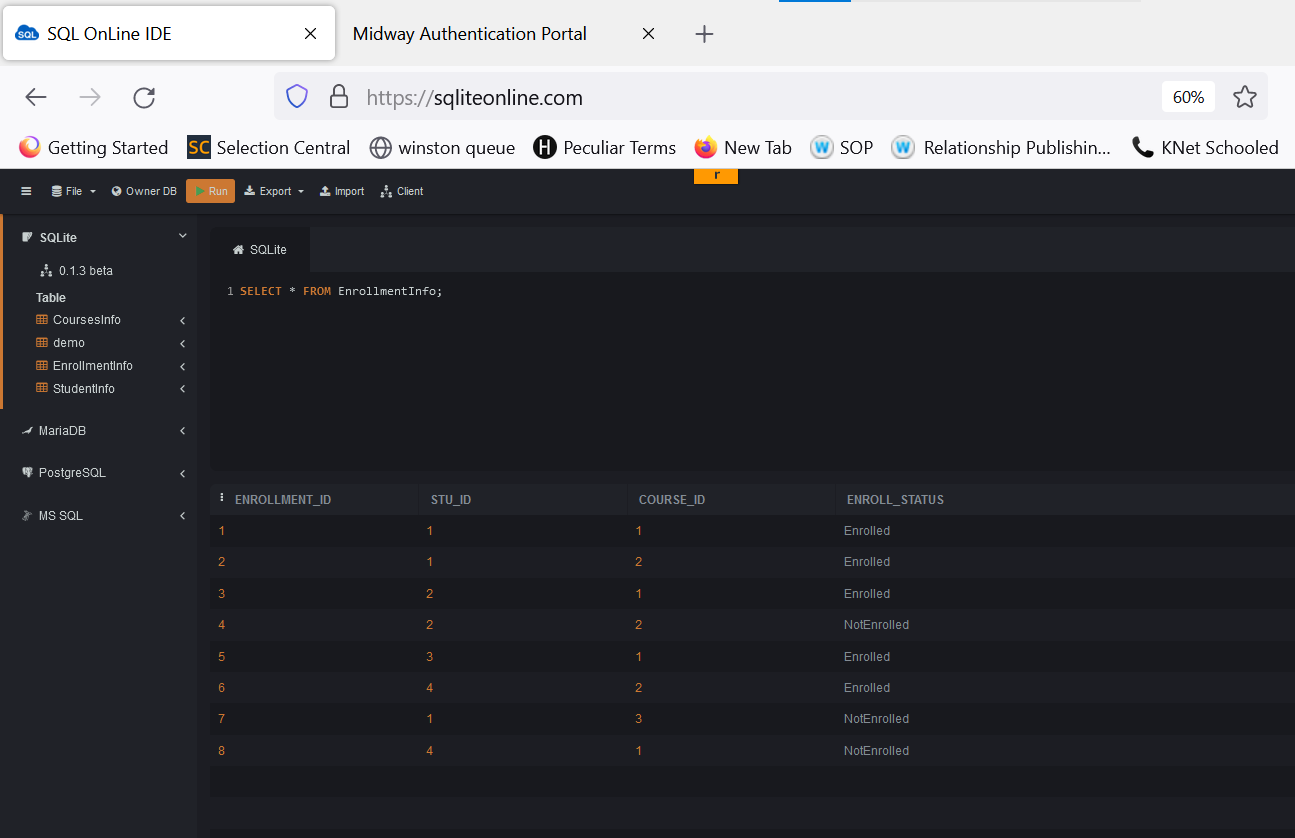 SQL OnLine IDE
Midway Authentication Portal
https://sqliteonline.com
60%
Getting Started
SC Selection Central
winston queue
H Peculiar Terms
New Tab
W SOP
W Relationship Publishin...
KNet Schooled
File
Owner DB
Run
Export
Import
Client
r
SQLite
0.1.3 beta
Table
CoursesInfo
demo
EnrollmentInfo
StudentInfo
MariaDB
PostgreSQL
MS SQL
SQLite
1 SELECT * FROM EnrollmentInfo;
ENROLLMENT_ID STU_ID COURSE_ID ENROLL_STATUS
1 1 1 Enrolled
2 1 2 Enrolled
3 2 1 Enrolled
4 2 2 NotEnrolled
5 3 1 Enrolled
6 4 2 Enrolled
7 1 3 NotEnrolled
8 4 1 NotEnrolled